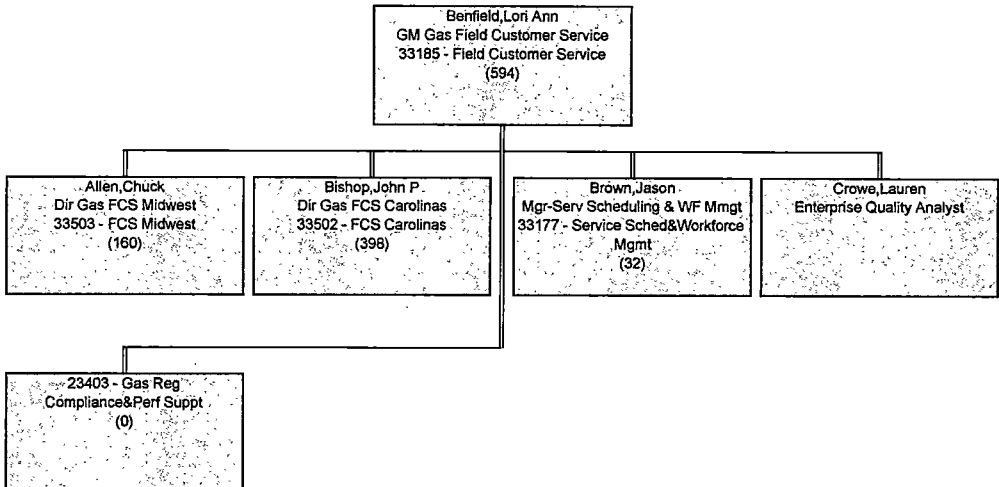 Benfield,Lori Ann
GM Gas Field Customer Service
33185 - Field Customer Service
(594)
Allen,Chuck
Dir Gas FCS Midwest
33503 - FCS Midwest
(160)
Bishop,John P
Dir Gas FCS Carolinas
33502 - FCS Carolinas
(398)
Brown,Jason
Mgr-Serv Scheduling & WF Mmgt
33177 - Service Sched&Workforce
Mgmt
(32)
Crowe,Lauren
Enterprise Quality Analyst
23403 - Gas Reg
Compliance&Perf Suppt
(0)